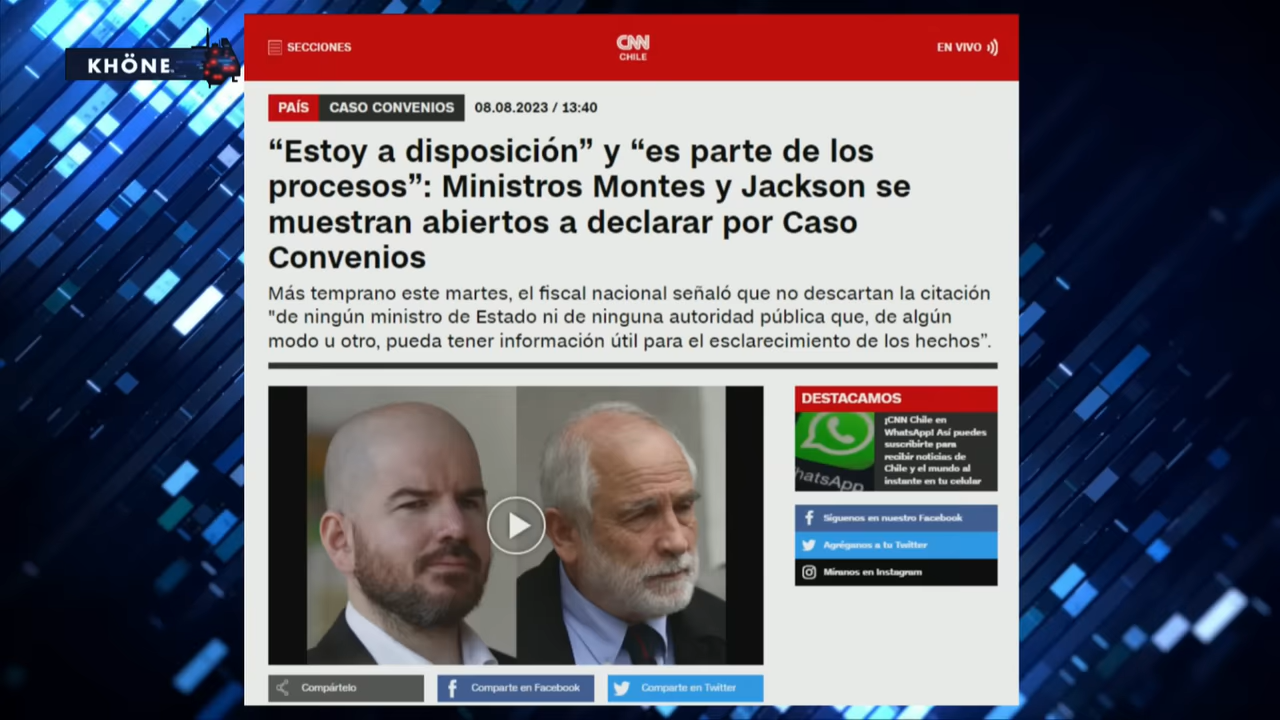 KHÖNE
SECCIONES
CNN
CHILE
EN VIVO
PAÍS
CASO CONVENIOS
08.08.2023 / 13:40
“Estoy a disposición” y “es parte de los
procesos”: Ministros Montes y Jackson se
muestran abiertos a declarar por Caso
Convenios
Más temprano este martes, el fiscal nacional señaló que no descartan la citación
"de ningún ministro de Estado ni de ninguna autoridad pública que, de algún
modo u otro, pueda tener información útil para el esclarecimiento de los hechos”.
DESTACAMOS
¡CNN Chile en
WhatsApp! Así puedes
suscribirte para
recibir noticias de
Chile y el mundo al
instante en tu celular
hatsApp
Síguenos en nuestro Facebook
Agréganos a tu Twitter
Míranos en Instagram
Compártelo
Comparte en Facebook
Comparte en Twitter